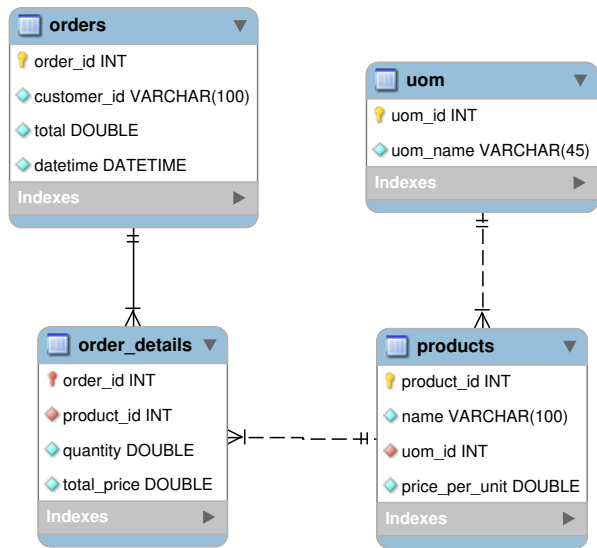 orders
order_id INT
customer_id VARCHAR(100)
total DOUBLE
datetime DATETIME
Indexes
uom
uom_id INT
uom_name VARCHAR(45)
Indexes
order_details
order_id INT
product_id INT
quantity DOUBLE
total_price DOUBLE
Indexes
products
product_id INT
name VARCHAR(100)
uom_id INT
price_per_unit DOUBLE
Indexes